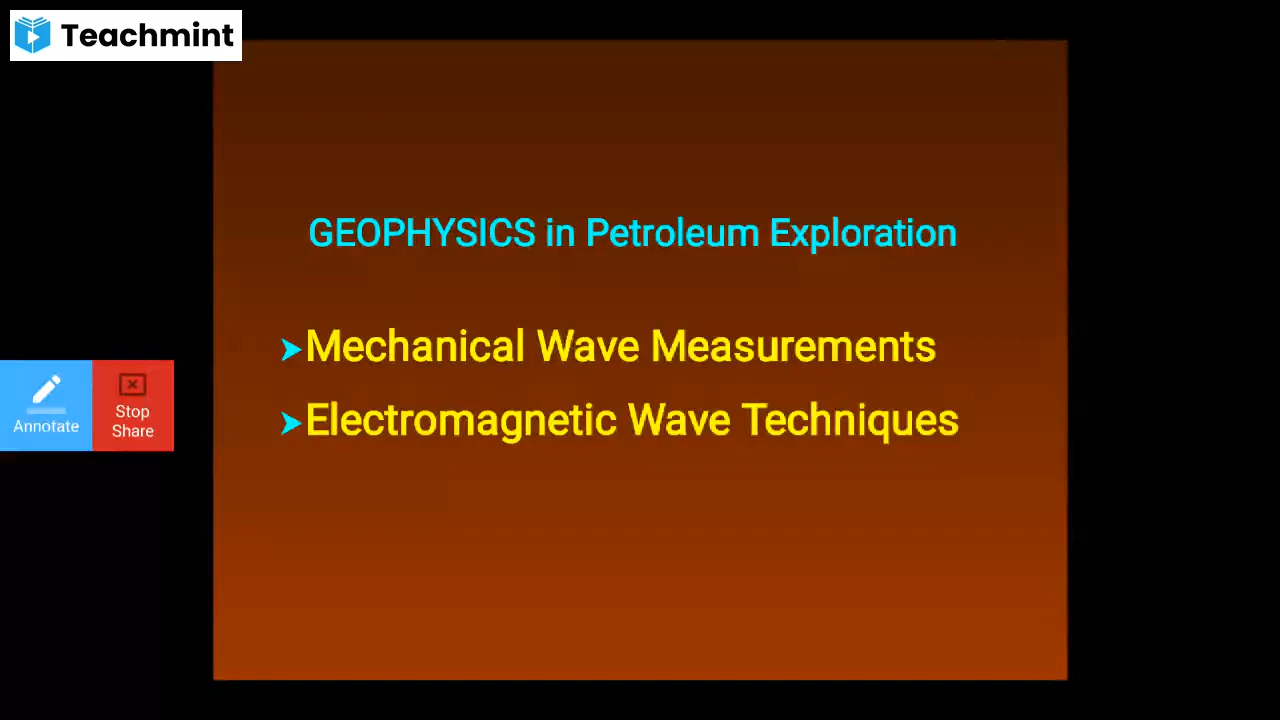 Teachmint
GEOPHYSICS in Petroleum Exploration
➤Mechanical Wave Measurements
➤Electromagnetic Wave Techniques
Annotate
Stop
Share